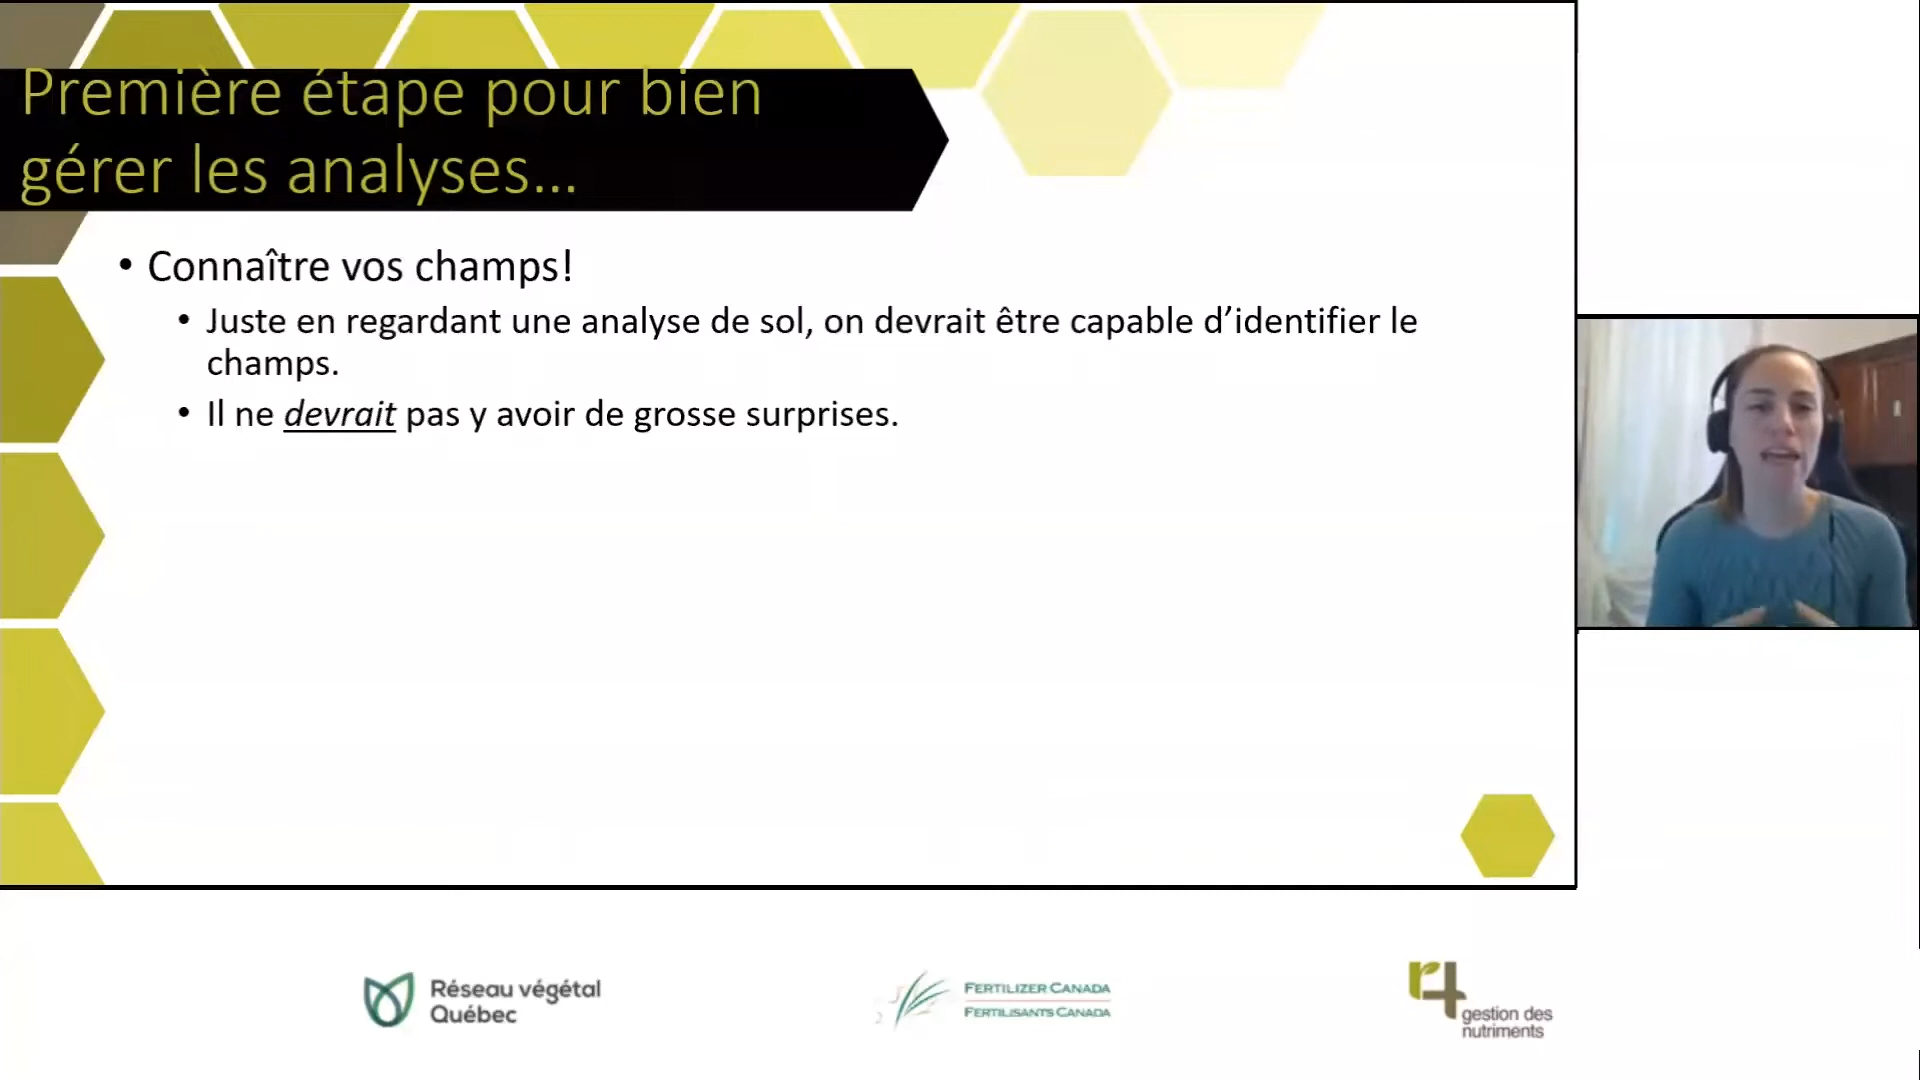 Première étape pour bien
gérer les analyses...
• Connaître vos champs!
• Juste en regardant une analyse de sol, on devrait être capable d’identifier le
champs.
• Il ne devrait pas y avoir de grosse surprises.
Réseau végétal
Québec
FERTILIZER CANADA
FERTILISANTS CANADA
r4
gestion des
nutriments